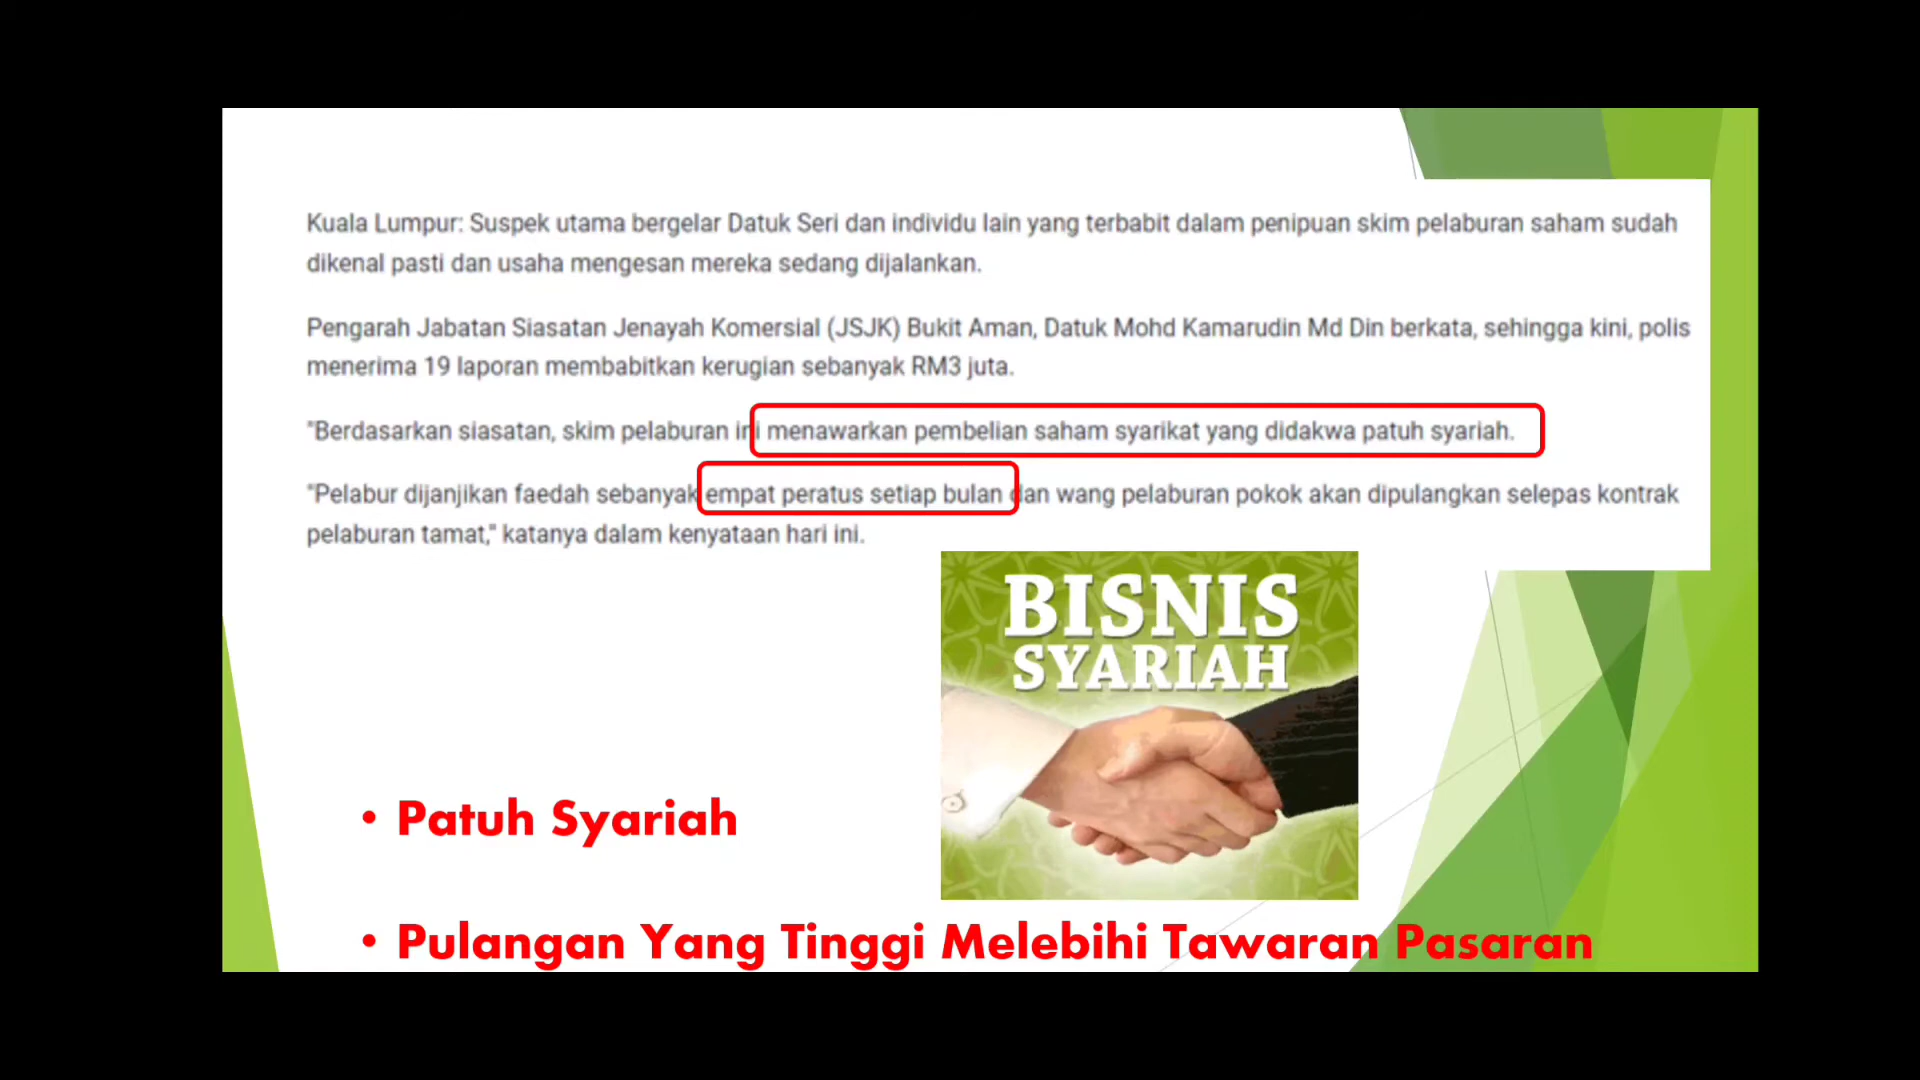 Kuala Lumpur: Suspek utama bergelar Datuk Seri dan individu lain yang terbabit dalam penipuan skim pelaburan saham sudah
dikenal pasti dan usaha mengesan mereka sedang dijalankan.
Pengarah Jabatan Siasatan Jenayah Komersial (JSJK) Bukit Aman, Datuk Mohd Kamarudin Md Din berkata, sehingga kini, polis
menerima 19 laporan membabitkan kerugian sebanyak RM3 juta.
"Berdasarkan siasatan, skim pelaburan ini menawarkan pembelian saham syarikat yang didakwa patuh syariah.
"Pelabur dijanjikan faedah sebanyak empat peratus setiap bulan dan wang pelaburan pokok akan dipulangkan selepas kontrak
pelaburan tamat," katanya dalam kenyataan hari ini.
BISNIS
SYARIAH
• Patuh Syariah
• Pulangan Yang Tinggi Melebihi Tawaran Pasaran